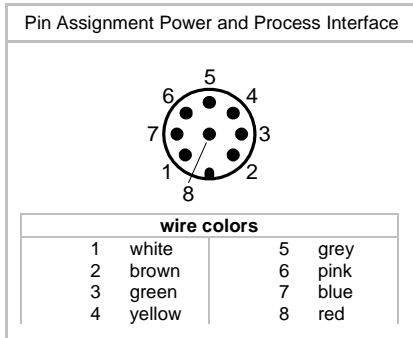 Pin Assignment Power and Process Interface
5
6 4
7 3
1 2
8
wire colors
1 white 5 grey
2 brown 6 pink
3 green 7 blue
4 yellow 8 red